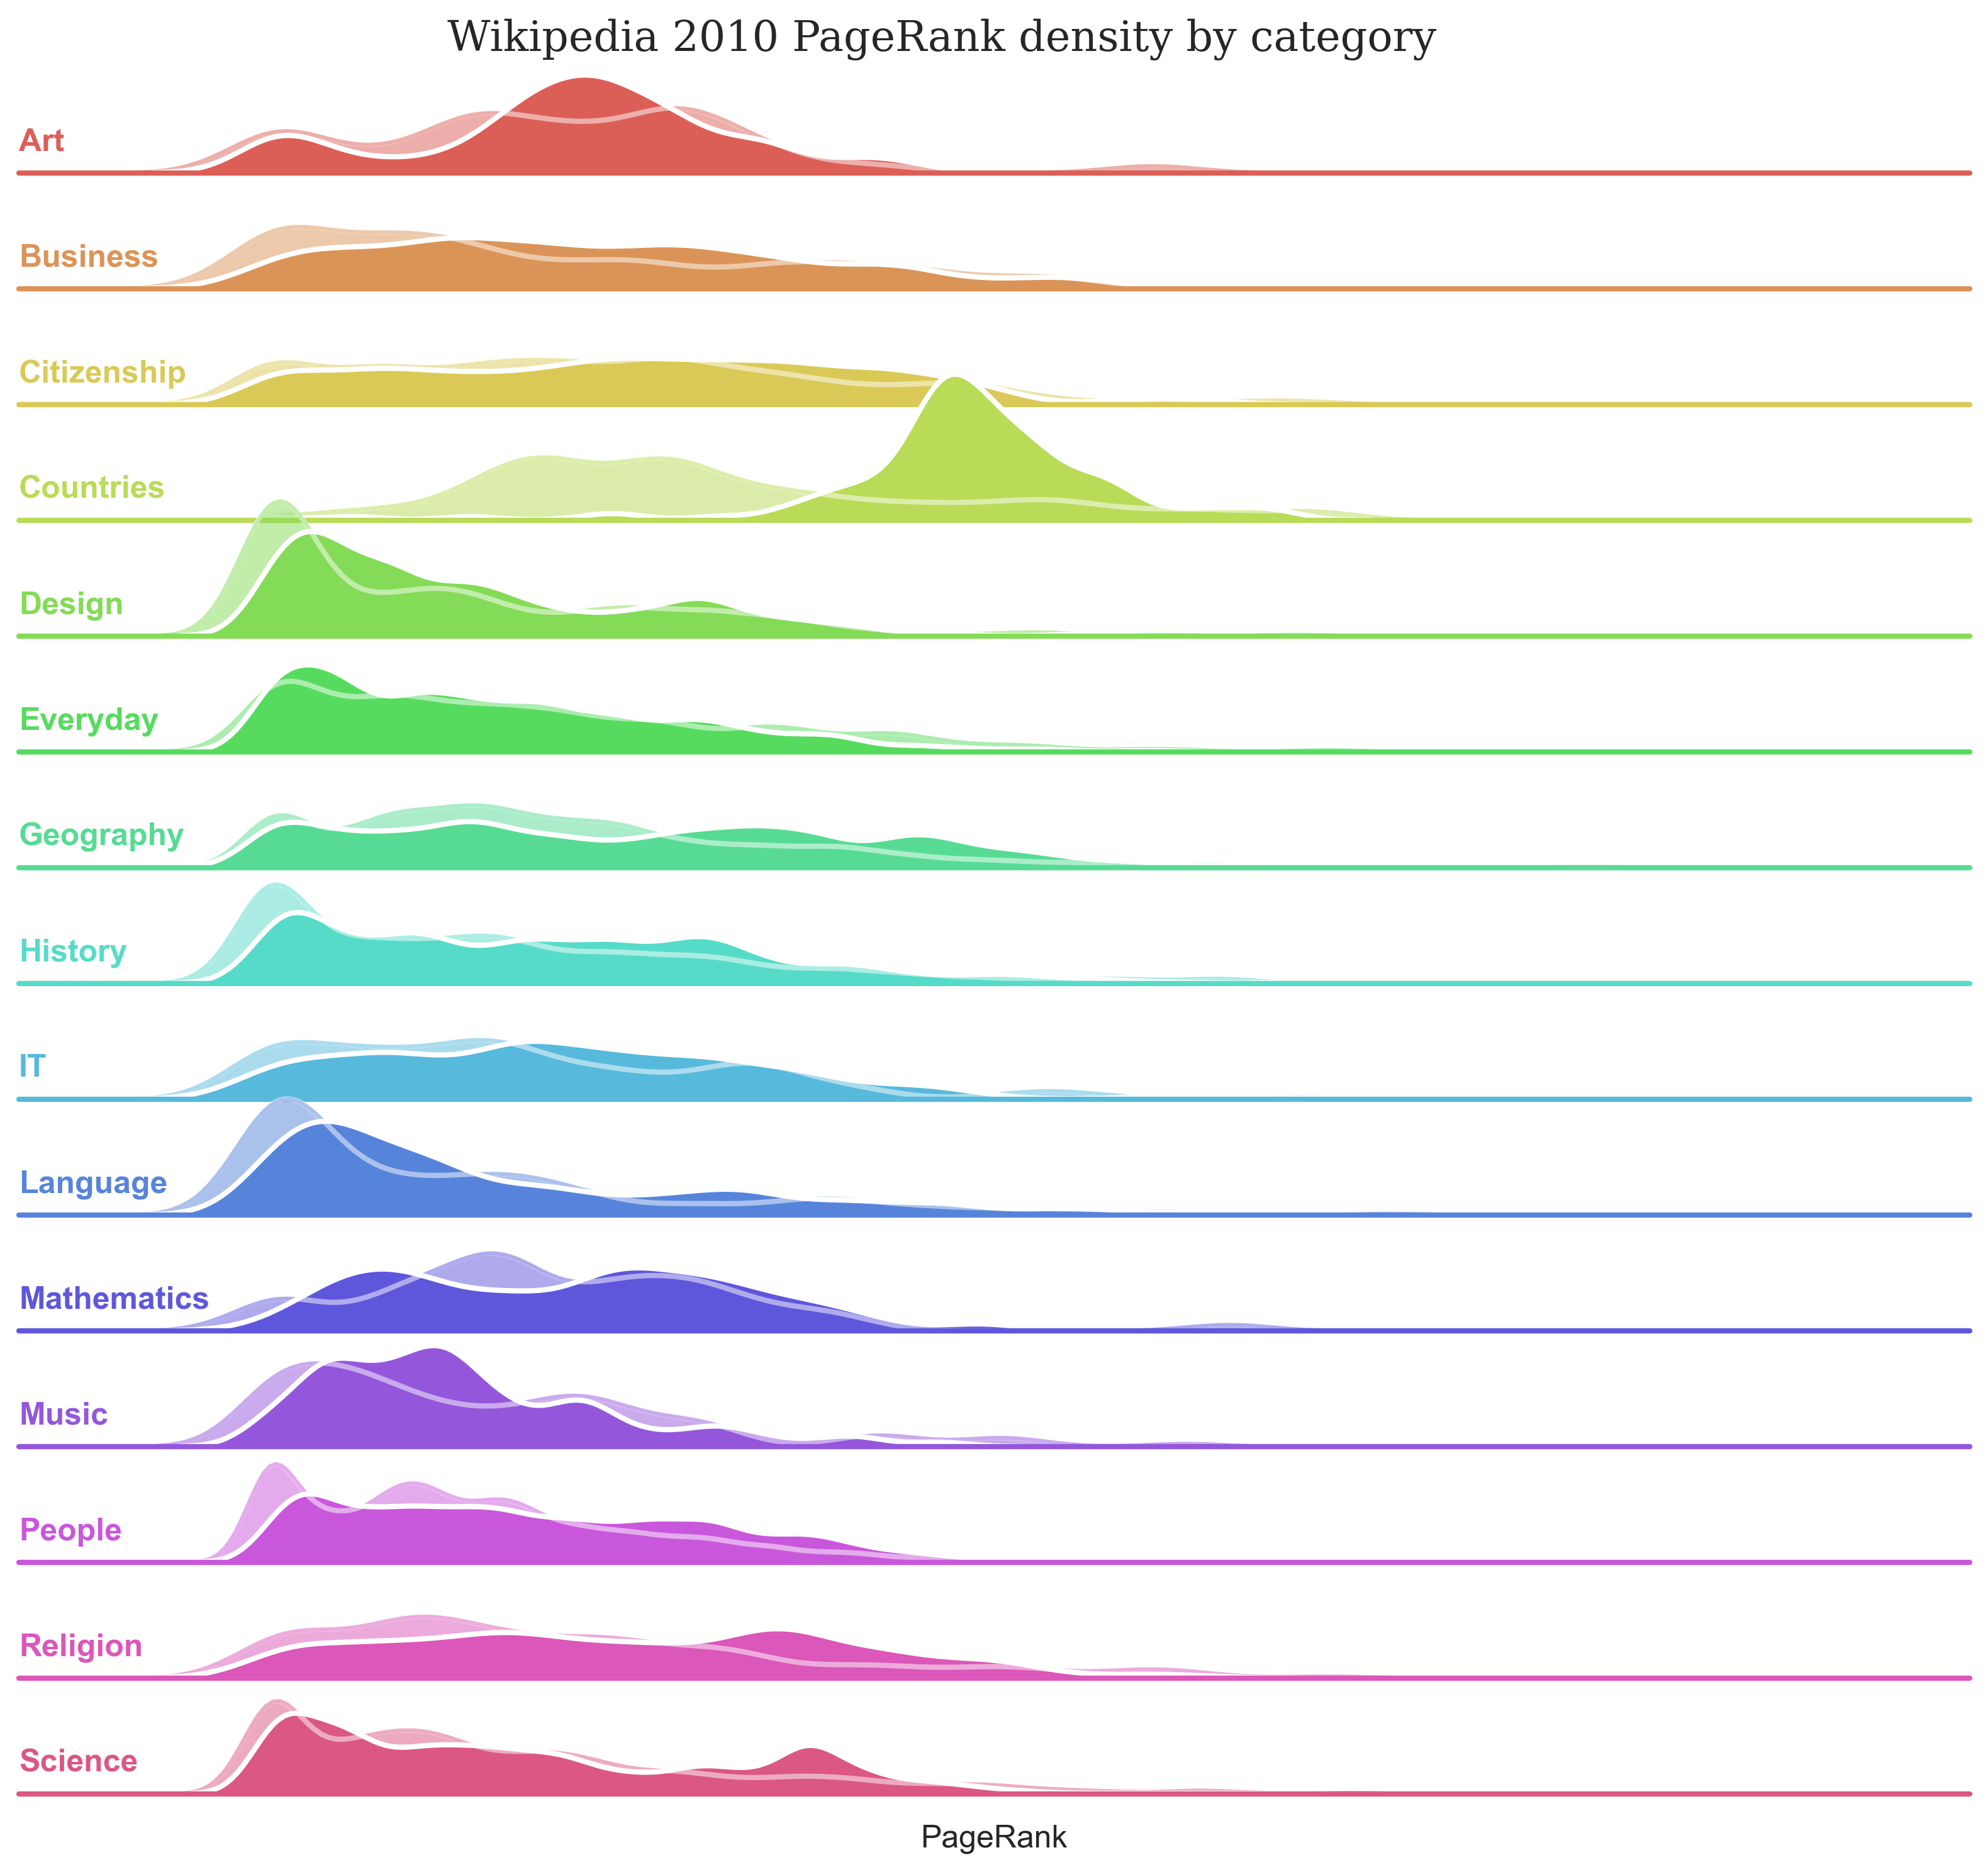 Wikipedia 2010 PageRank density by category
Art
Business
Citizenship
Countries
Design
Everyday
Geography
History
IT
Language
Mathematics
Music
People
Religion
Science
PageRank